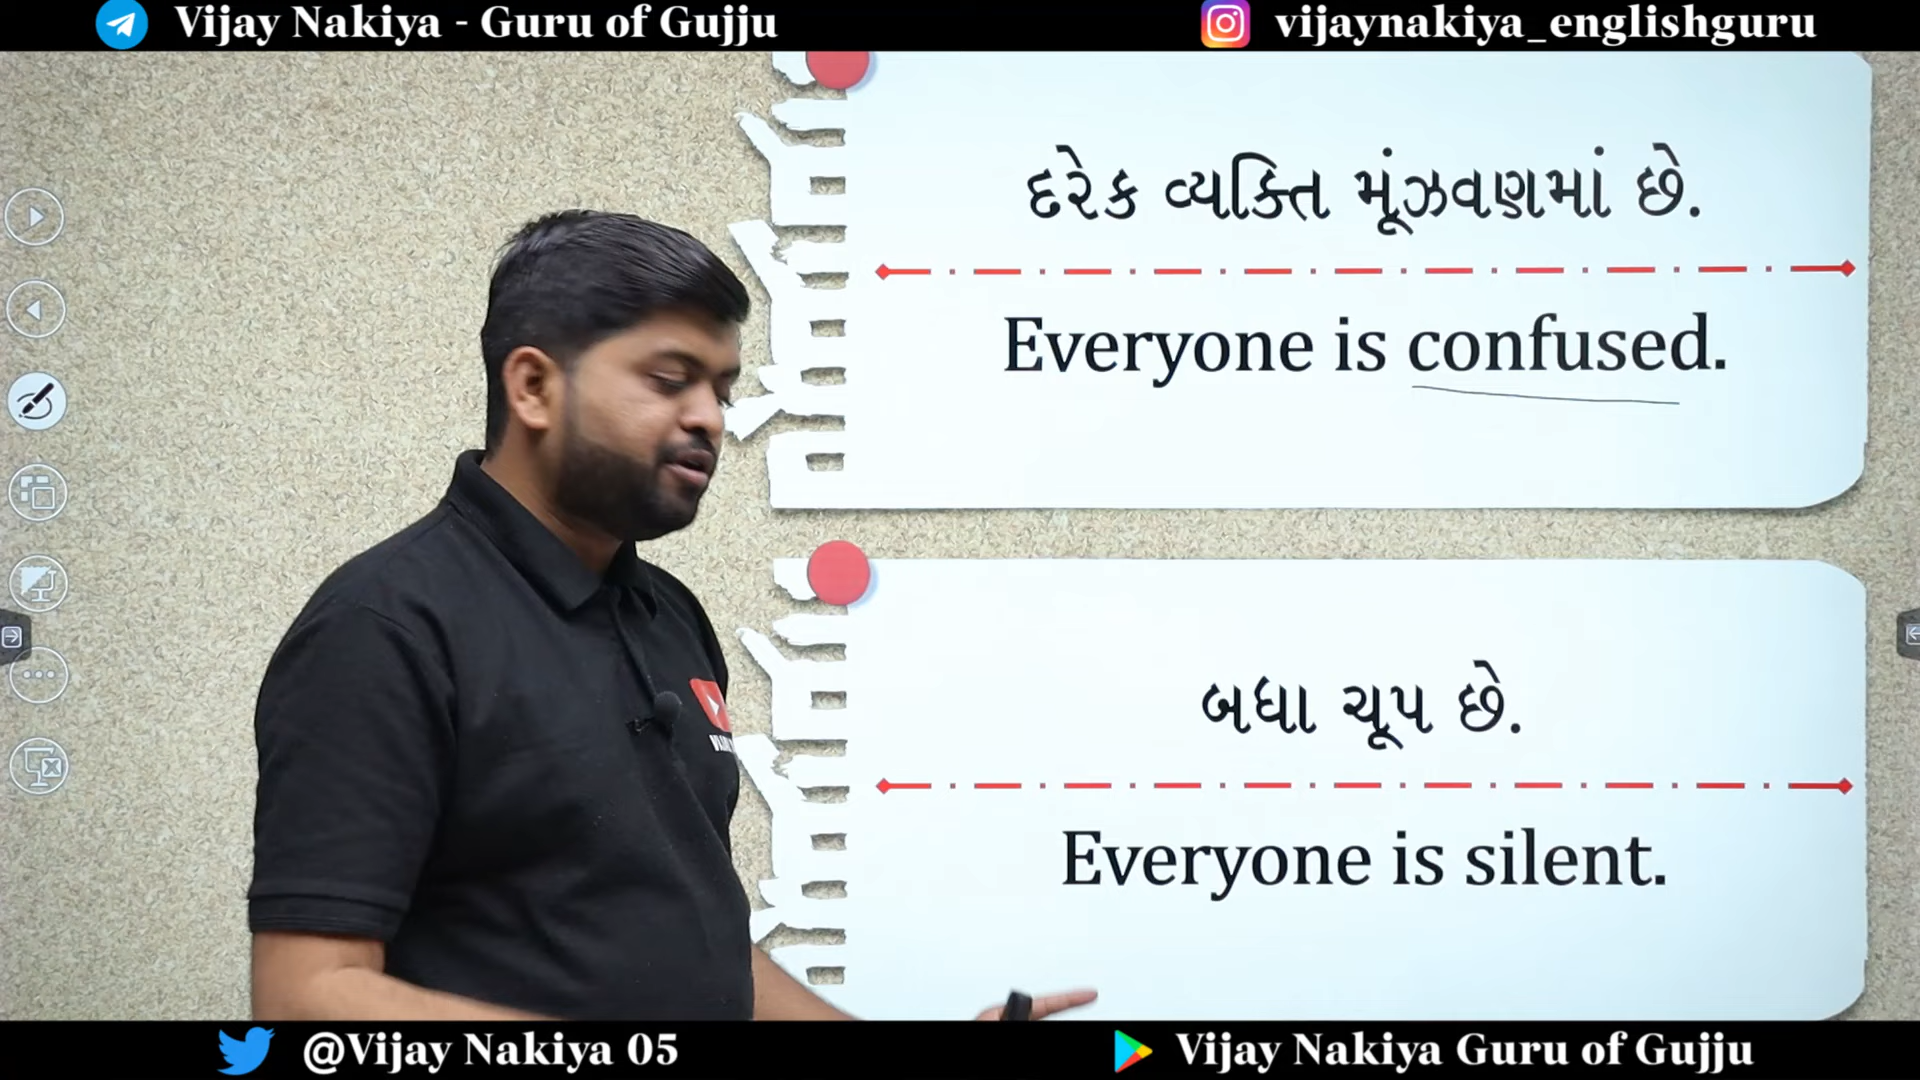 Vijay Nakiya - Guru of Gujju
vijaynakiya_englishguru
દરેક વ્યક્તિ મૂંઝવણમાં છે.
Everyone is confused.
બધા ચૂપ છે.
Everyone is silent.
@Vijay Nakiya 05
Vijay Nakiya Guru of Gujju